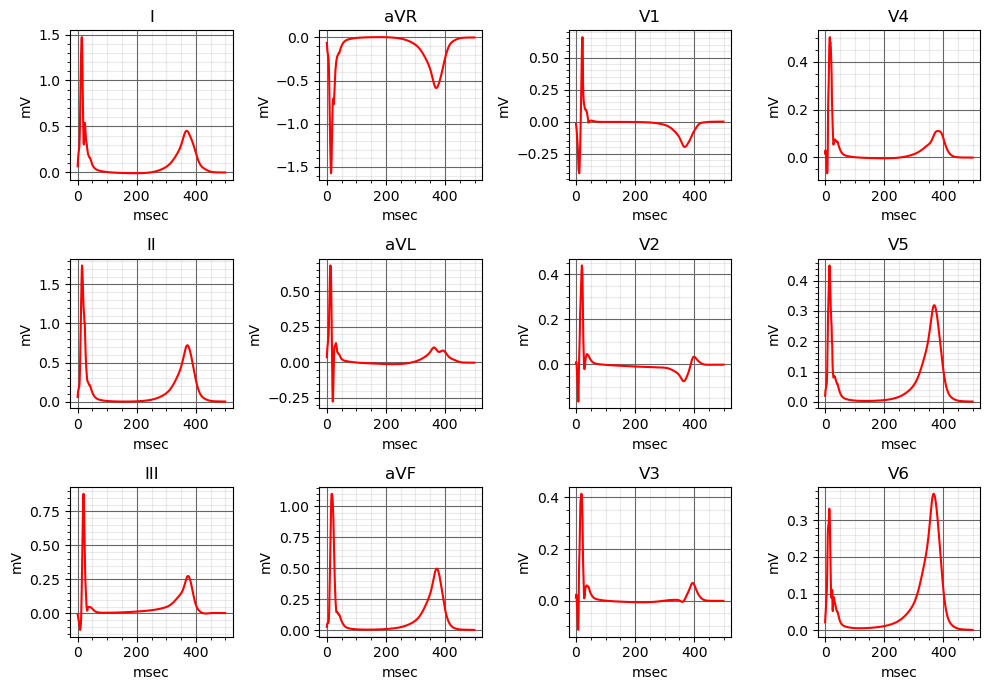 I aVR V1 V4
1.5 1.0 0.5 0.0 mV 0 200 400 msec
0.0 −0.5 −1.0 −1.5 mV 0 200 400 msec
0.50 0.25 0.00 −0.25 mV 0 200 400 msec
0.4 0.2 0.0 mV 0 200 400 msec
II aVL V2 V5
1.5 1.0 0.5 0.0 mV 0 200 400 msec
0.50 0.25 0.00 −0.25 mV 0 200 400 msec
0.4 0.2 0.0 mV 0 200 400 msec
0.4 0.3 0.2 0.1 0.0 mV 0 200 400 msec
III aVF V3 V6
0.75 0.50 0.25 0.00 mV 0 200 400 msec
1.00 0.75 0.50 0.25 0.00 mV 0 200 400 msec
0.4 0.2 0.0 mV 0 200 400 msec
0.3 0.2 0.1 0.0 mV 0 200 400 msec